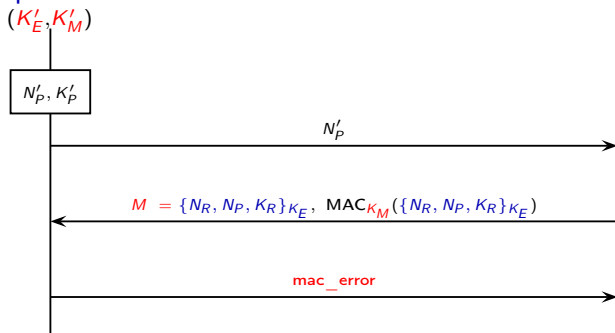 (K′_E,K′_M)
N′_P, K′_P
N′_P
M = {N_R, N_P, K_R}_{K_E}, MAC_{K_M}({N_R, N_P, K_R}_{K_E})
mac_error